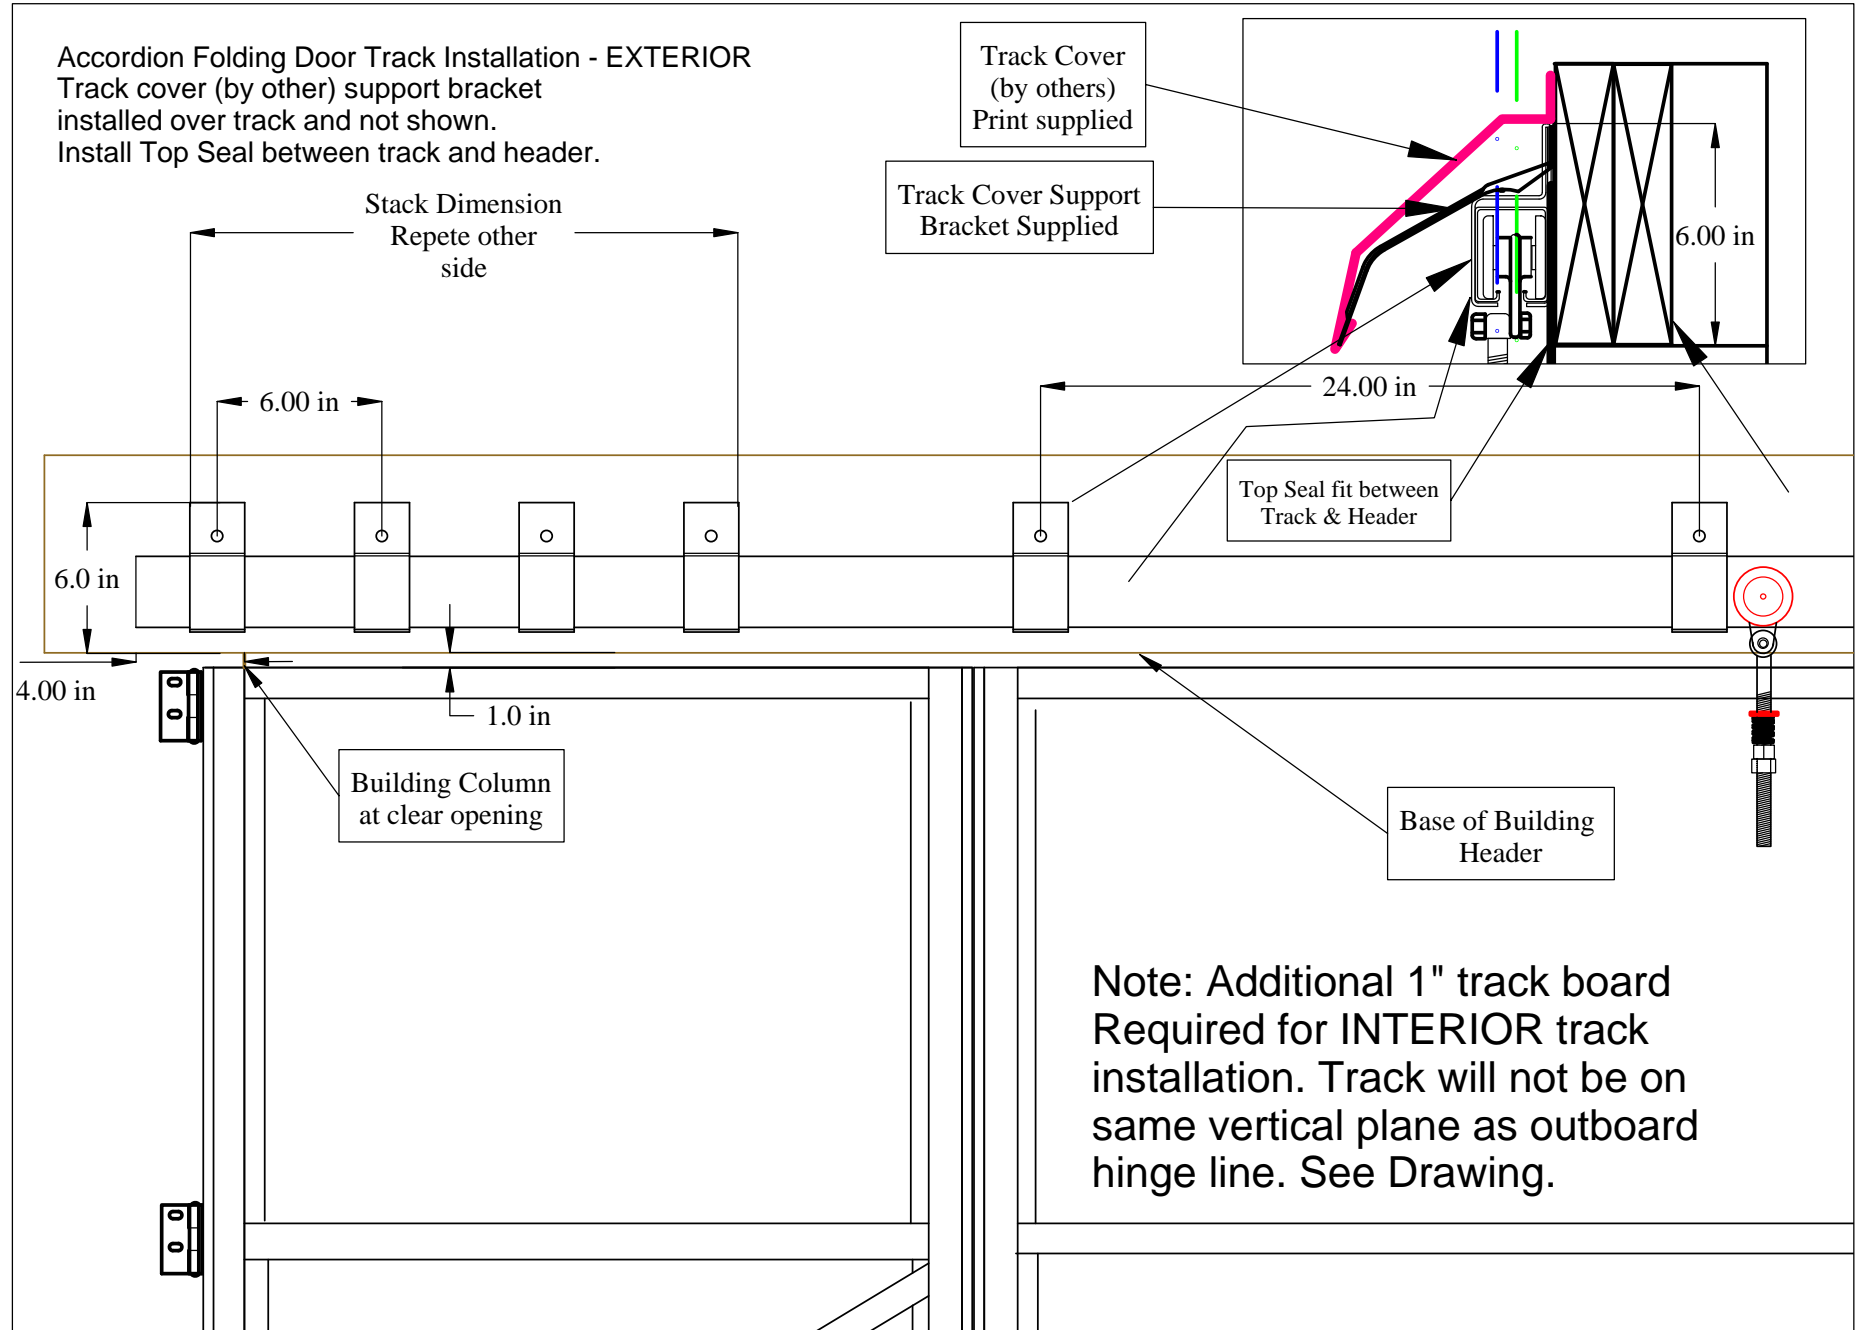 Accordion Folding Door Track Installation - EXTERIOR
Track cover (by other) support bracket
installed over track and not shown.
Install Top Seal between track and header.
Track Cover
(by others)
Print supplied
Track Cover Support
Bracket Supplied
Stack Dimension
Repete other
side
6.00 in
24.00 in
6.00 in
Top Seal fit between
Track & Header
6.0 in
4.00 in
1.0 in
Building Column
at clear opening
Base of Building
Header
Note: Additional 1" track board
Required for INTERIOR track
installation. Track will not be on
same vertical plane as outboard
hinge line. See Drawing.